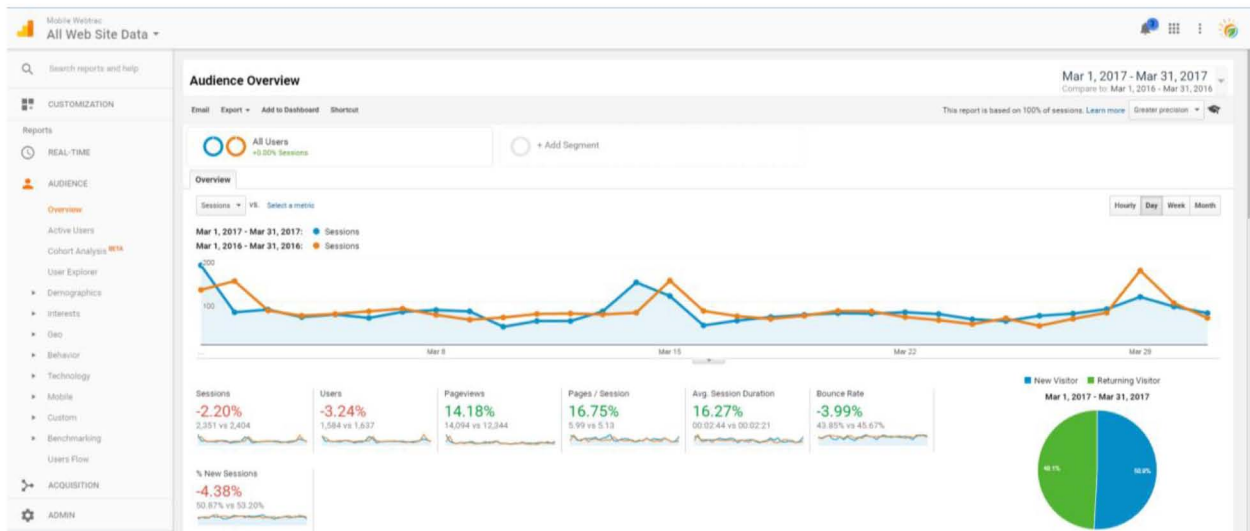 Mobile Webtrec
All Web Site Data
3
Search reports and help
CUSTOMIZATION
Reports
REAL-TIME
AUDIENCE
Overview
Active Users
Cohort Analysis BETA
User Explorer
Demographics
Interests
Geo
Behavior
Technology
Mobile
Custom
Benchmarking
Users Flow
ACQUISITION
ADMIN
Audience Overview
Mar 1, 2017 - Mar 31, 2017
Compare to: Mar 1, 2016 - Mar 31, 2016
Email Export Add to Dashboard Shortcut
This report is based on 100% of sessions. Learn more Greater precision
All Users
+0.00% Sessions
+ Add Segment
Overview
Sessions VS. Select a metric
Hourly Day Week Month
Mar 1, 2017 - Mar 31, 2017: Sessions
Mar 1, 2016 - Mar 31, 2016: Sessions
200
100
... Mar 8 Mar 15 Mar 22 Mar 29
Sessions
-2.20%
2,351 vs 2,404
Users
-3.24%
1,584 vs 1,637
Pageviews
14.18%
14,094 vs 12,344
Pages / Session
16.75%
5.99 vs 5.13
Avg. Session Duration
16.27%
00:02:44 vs 00:02:21
Bounce Rate
-3.99%
43.85% vs 45.67%
% New Sessions
-4.38%
50.87% vs 53.20%
New Visitor Returning Visitor
Mar 1, 2017 - Mar 31, 2017